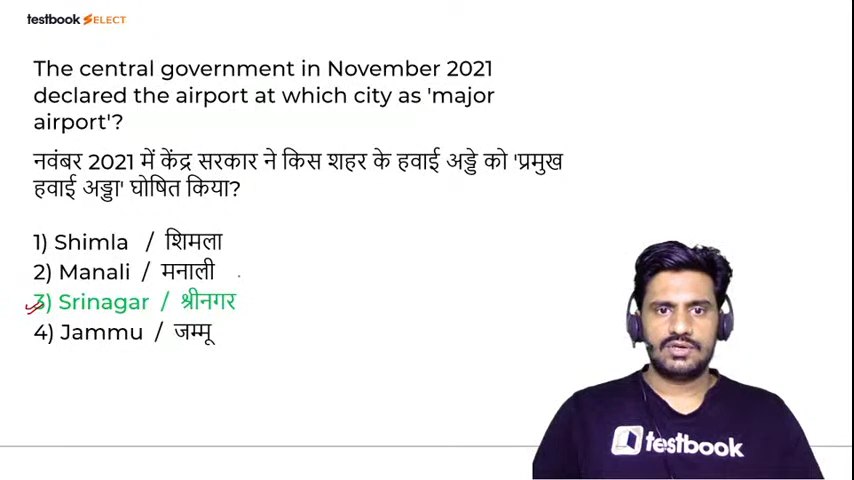 testbook SELECT
The central government in November 2021
declared the airport at which city as 'major
airport'?
नवंबर 2021 में केंद्र सरकार ने किस शहर के हवाई अड्डे को 'प्रमुख
हवाई अड्डा' घोषित किया?
1) Shimla / शिमला
2) Manali / मनाली
3) Srinagar / श्रीनगर
4) Jammu / जम्मू
testbook